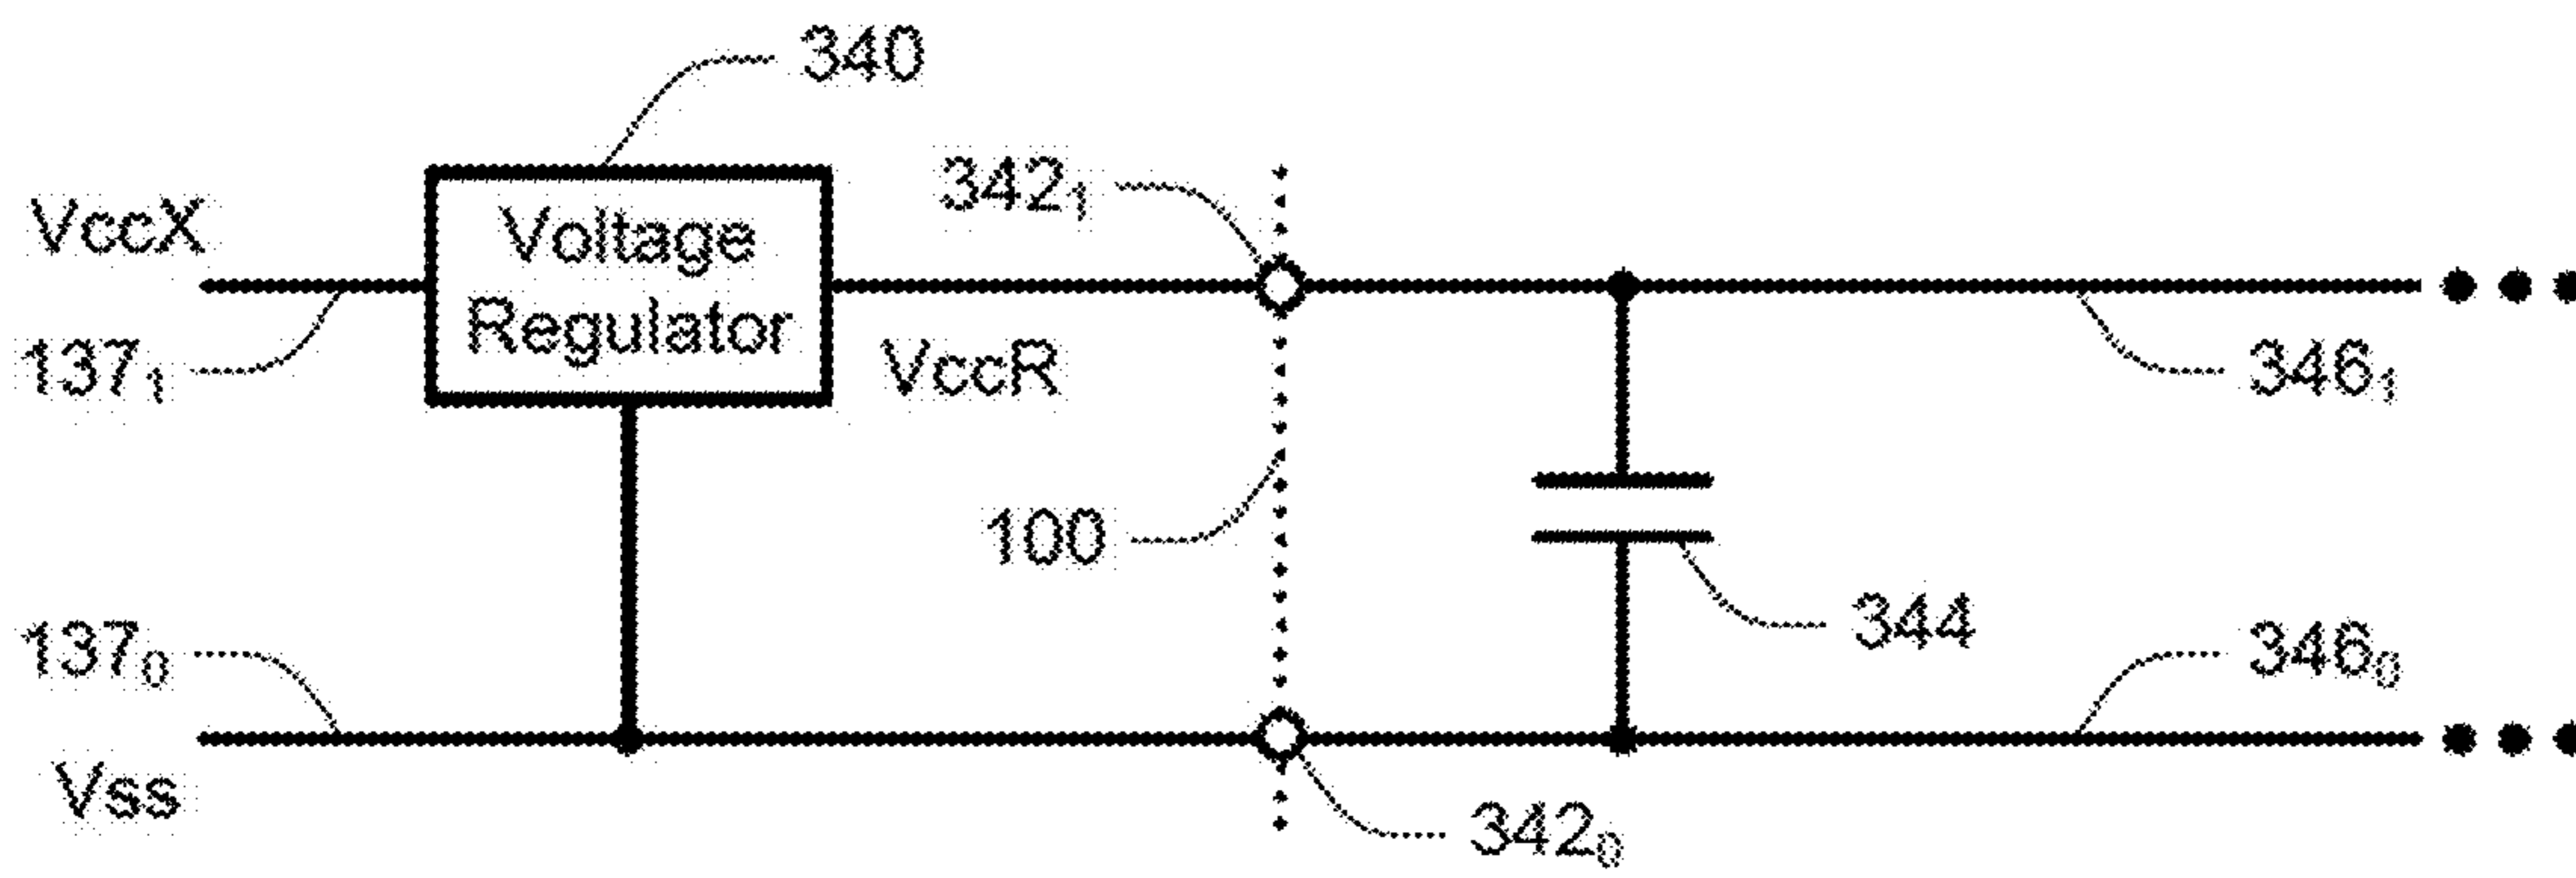 340
342₁
VccX
Voltage
Regulator
137₁
VccR
346₁
100
344
137₀
346₀
Vss
342₀